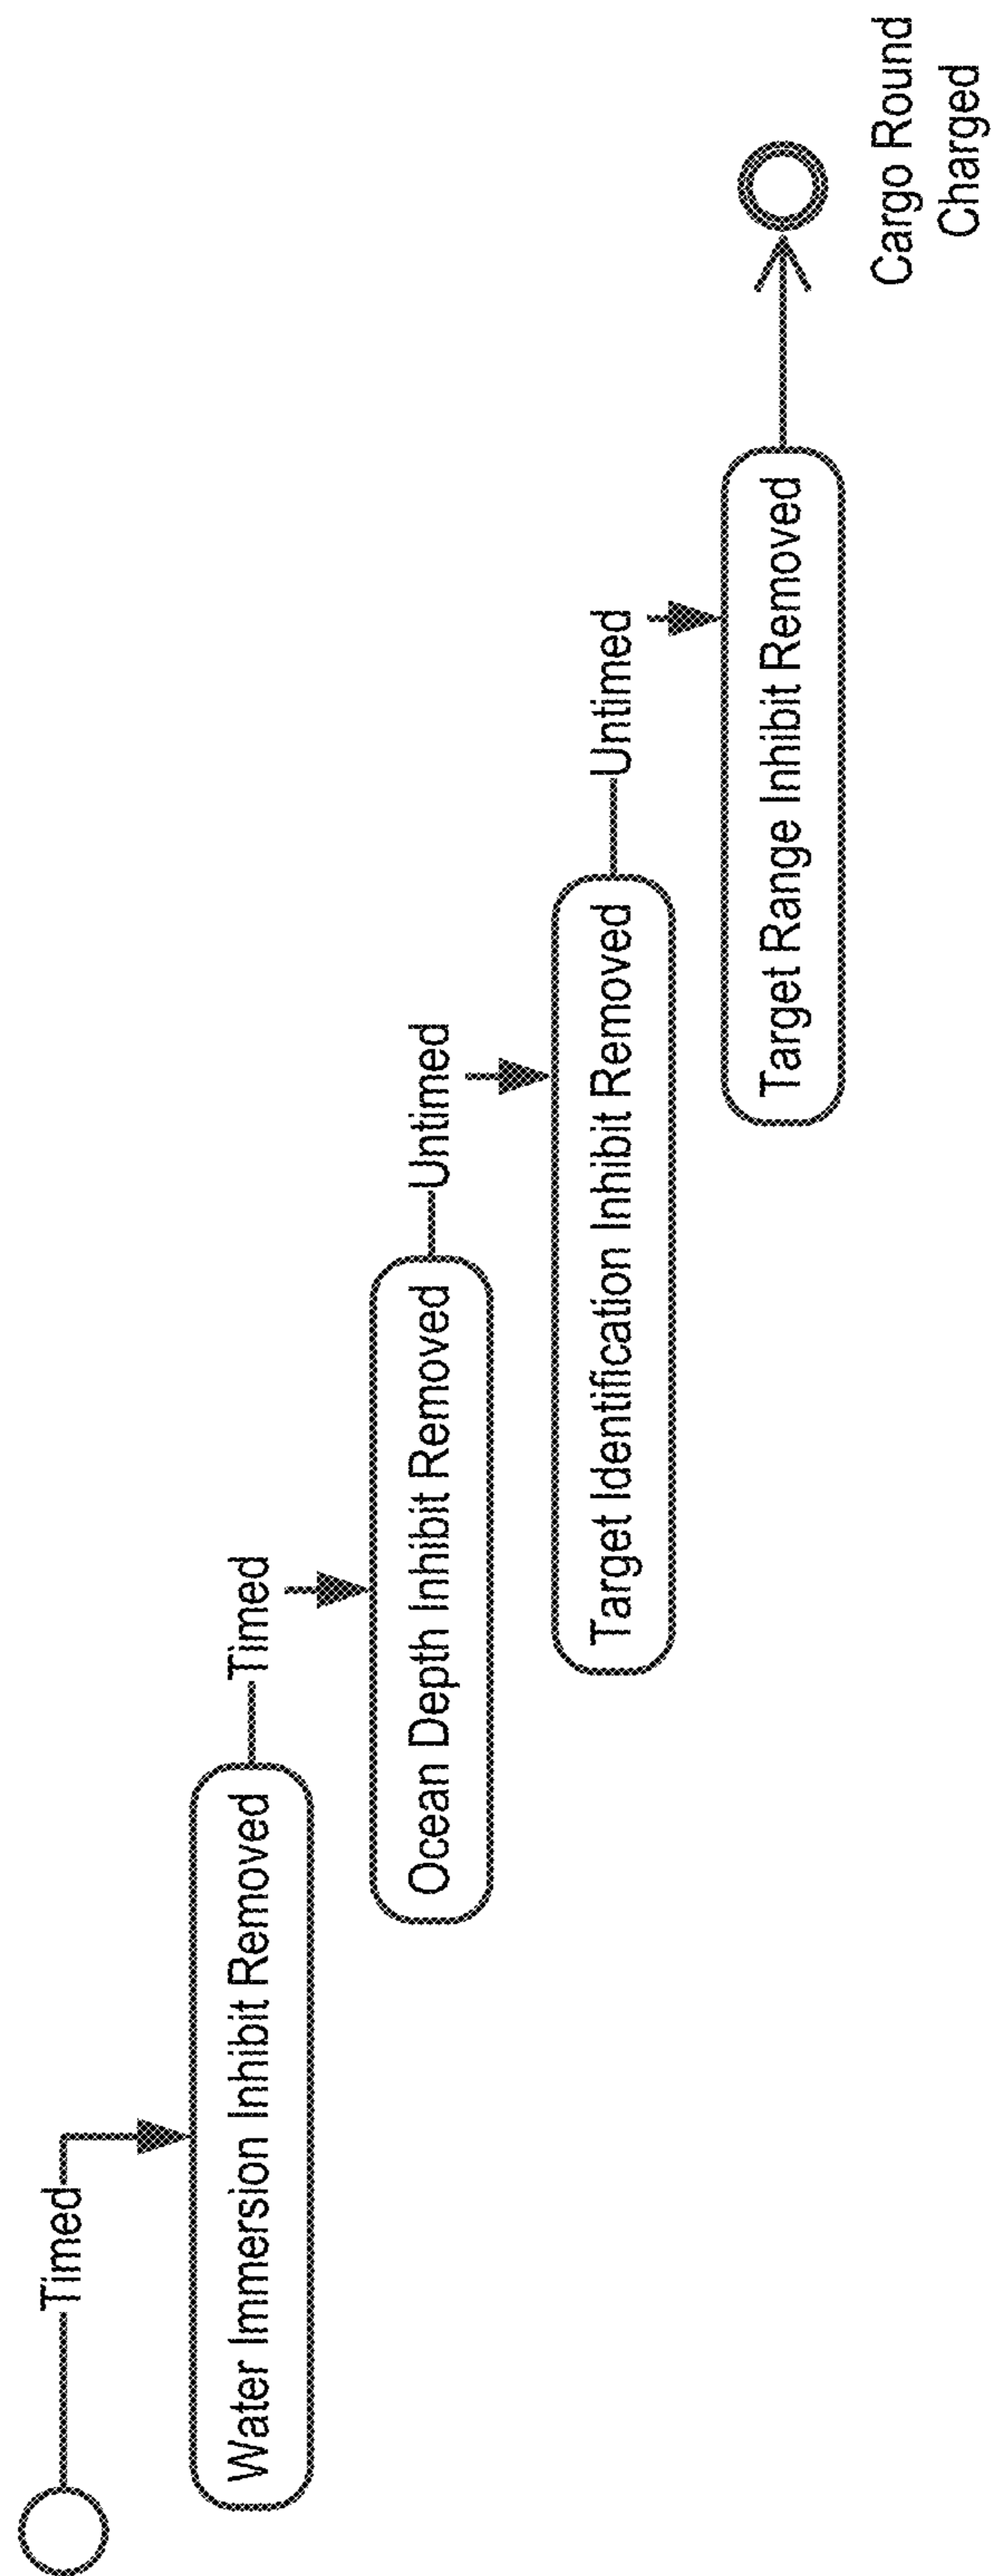 Timed
Water Immersion Inhibit Removed
Timed
Ocean Depth Inhibit Removed
Untimed
Target Identification Inhibit Removed
Untimed
Target Range Inhibit Removed
Cargo Round
Charged